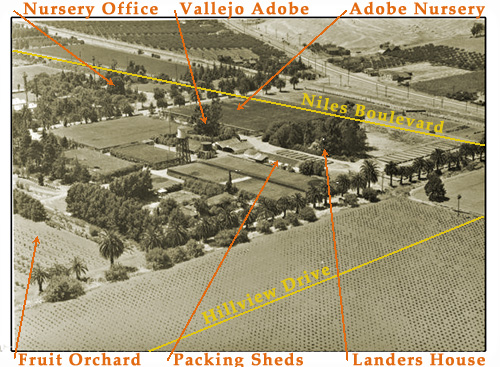 Nursery Office Vallejo Adobe Adobe Nursery
Niles Boulevard
Hillview Drive
Fruit Orchard Packing Sheds Landers House